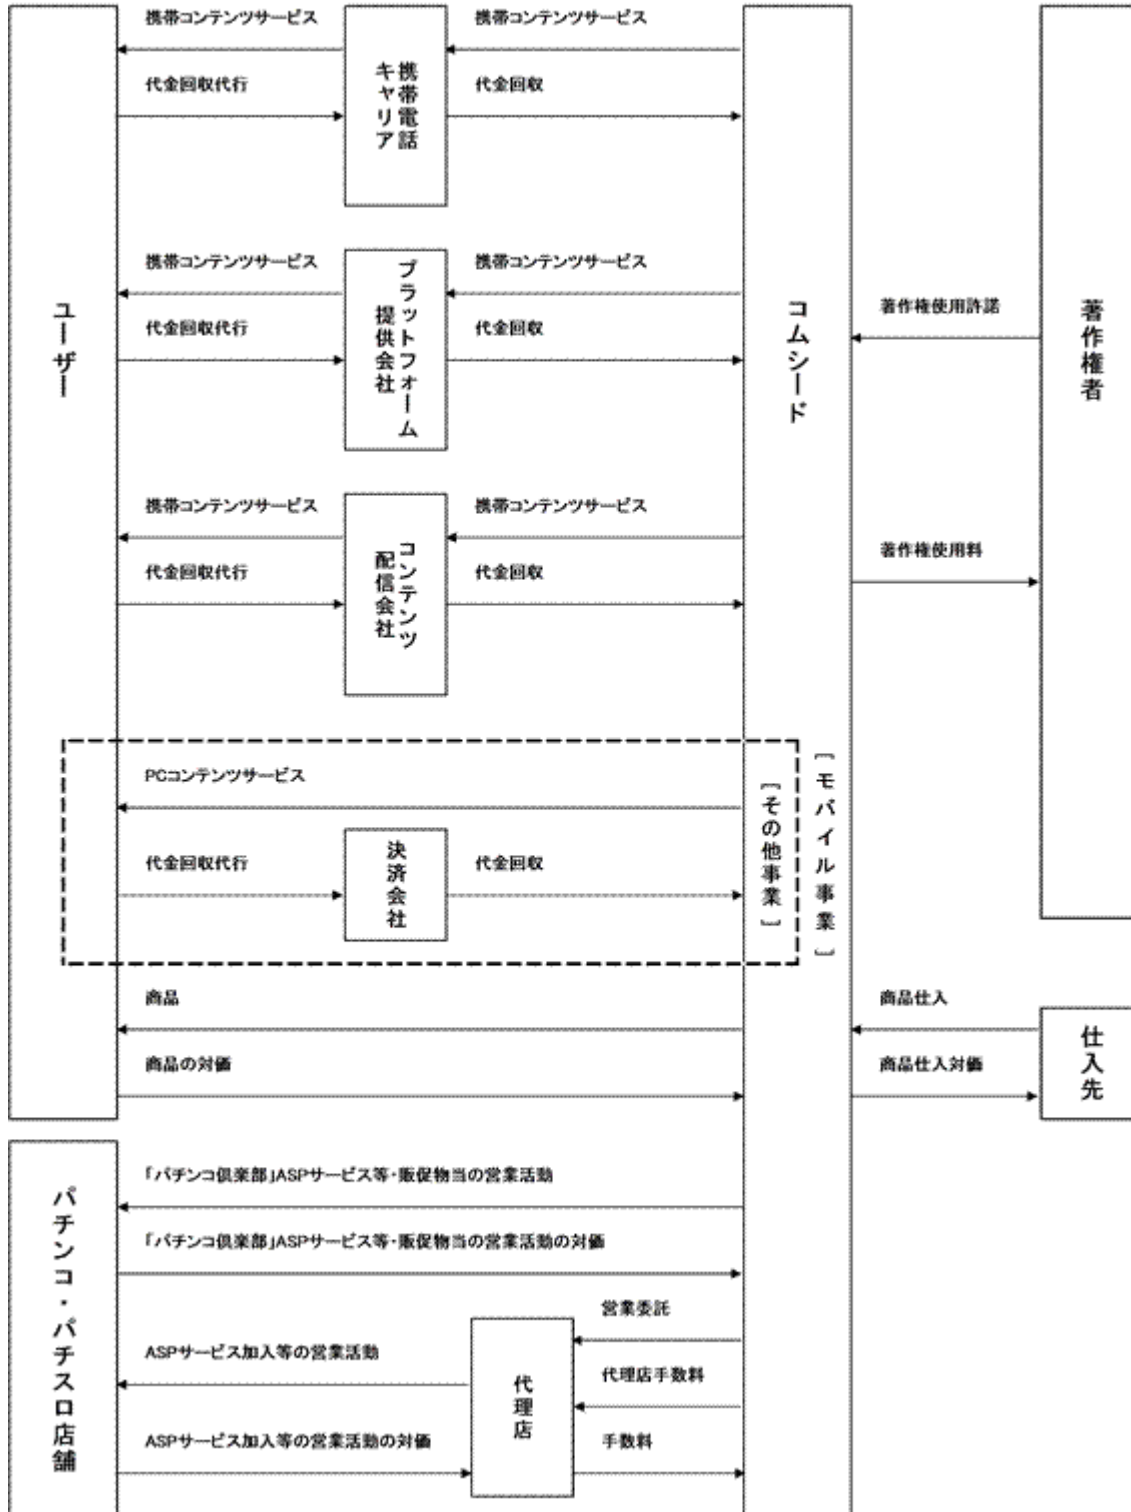 携帯コンテンツサービス
携帯コンテンツサービス
代金回収代行
代金回収
携帯電話
キャリア
携帯コンテンツサービス
携帯コンテンツサービス
代金回収代行
代金回収
プラットフォーム
提供会社
ユーザー
コムシード
著作権使用許諾
著作権者
携帯コンテンツサービス
携帯コンテンツサービス
代金回収代行
代金回収
コンテンツ
配信会社
著作権使用料
PCコンテンツサービス
代金回収代行
決済会社
代金回収
[その他事業]
[モバイル事業]
商品
商品の対価
商品仕入
商品仕入対価
仕入先
パチンコ・パチスロ店舗
「パチンコ倶楽部」ASPサービス等・販促物当の営業活動
「パチンコ倶楽部」ASPサービス等・販促物当の営業活動の対価
営業委託
ASPサービス加入等の営業活動
代理店手数料
代理店
ASPサービス加入等の営業活動の対価
手数料